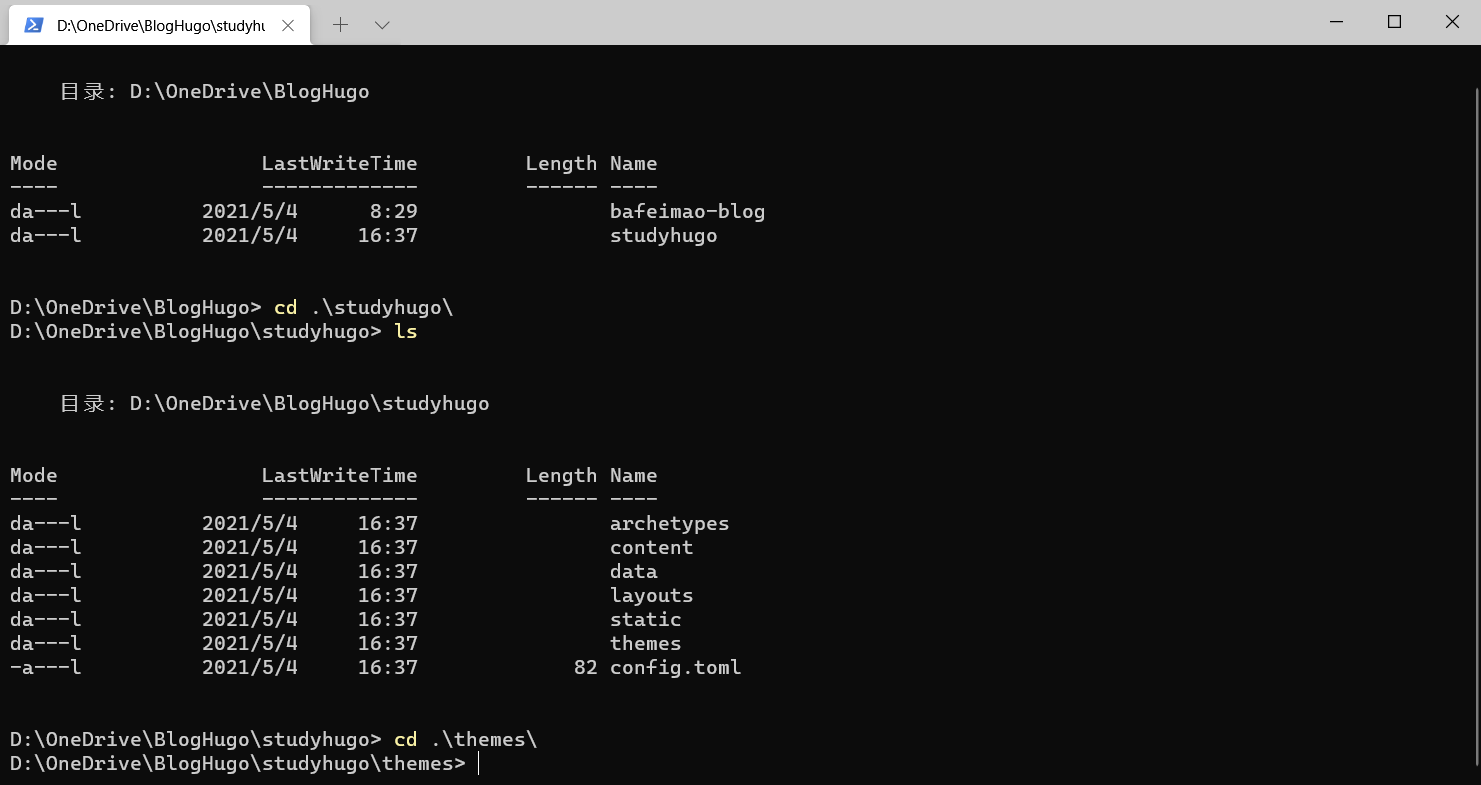 D:\OneDrive\BlogHugo\studyhu
目录: D:\OneDrive\BlogHugo
Mode                 LastWriteTime         Length Name
----                 -------------         ------ ----
da---l          2021/5/4      8:29                bafeimao-blog
da---l          2021/5/4     16:37                studyhugo
D:\OneDrive\BlogHugo> cd .\studyhugo\
D:\OneDrive\BlogHugo\studyhugo> ls
目录: D:\OneDrive\BlogHugo\studyhugo
Mode                 LastWriteTime         Length Name
----                 -------------         ------ ----
da---l          2021/5/4     16:37                archetypes
da---l          2021/5/4     16:37                content
da---l          2021/5/4     16:37                data
da---l          2021/5/4     16:37                layouts
da---l          2021/5/4     16:37                static
da---l          2021/5/4     16:37                themes
-a---l          2021/5/4     16:37             82 config.toml
D:\OneDrive\BlogHugo\studyhugo> cd .\themes\
D:\OneDrive\BlogHugo\studyhugo\themes>